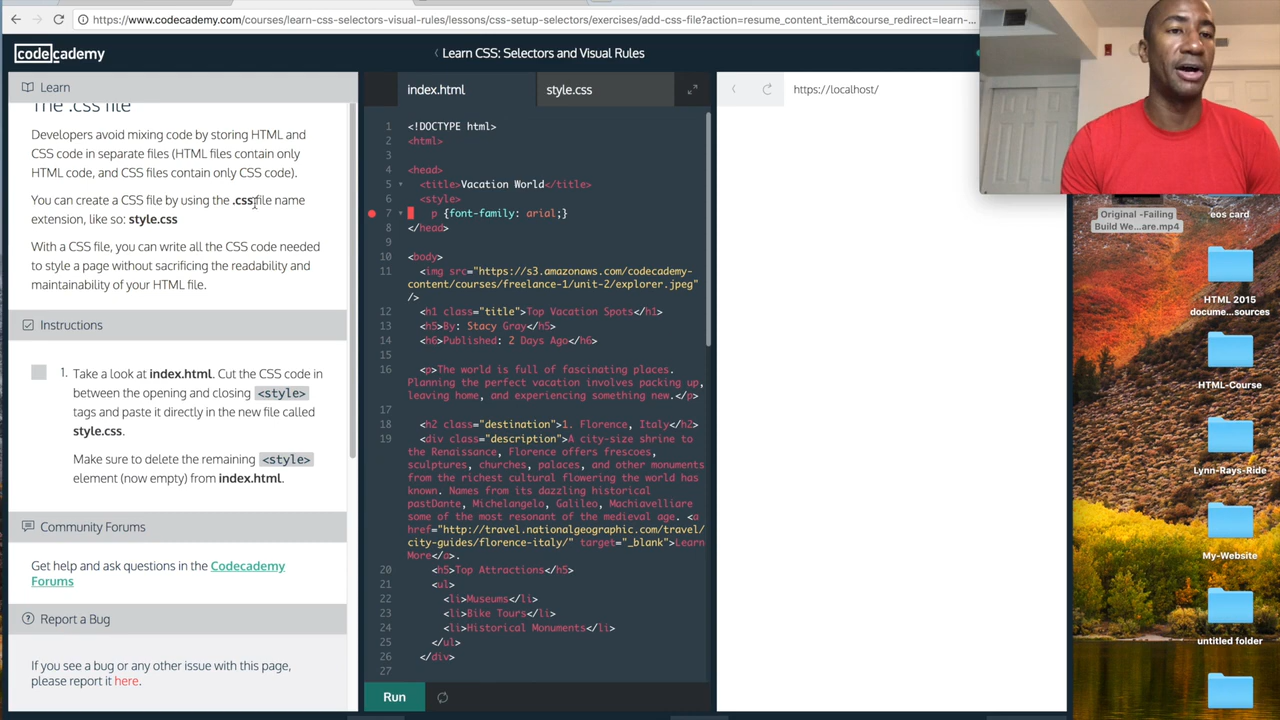 https://www.codecademy.com/courses/learn-css-selectors-visual-rules/lessons/css-setup-selectors/exercises/add-css-file?action=resume_content_item&course_redirect=learn-...
codecademy
Learn CSS: Selectors and Visual Rules
Learn
The .css file
Developers avoid mixing code by storing HTML and
CSS code in separate files (HTML files contain only
HTML code, and CSS files contain only CSS code).
You can create a CSS file by using the .css file name
extension, like so: style.css
With a CSS file, you can write all the CSS code needed
to style a page without sacrificing the readability and
maintainability of your HTML file.
Instructions
1. Take a look at index.html. Cut the CSS code in
between the opening and closing <style>
tags and paste it directly in the new file called
style.css.
Make sure to delete the remaining <style>
element (now empty) from index.html.
Community Forums
Get help and ask questions in the Codecademy
Forums
Report a Bug
If you see a bug or any other issue with this page,
please report it here.
index.html
style.css
1 <!DOCTYPE html>
2 <html>
3
4 <head>
5 <title>Vacation World</title>
6 <style>
7 p {font-family: arial;}
8 </head>
9
10 <body>
11 <img src="https://s3.amazonaws.com/codecademy-
content/courses/freelance-1/unit-2/explorer.jpeg"
/>
12 <h1 class="title">Top Vacation Spots</h1>
13 <h5>By: Stacy Gray</h5>
14 <h6>Published: 2 Days Ago</h6>
15
16 <p>The world is full of fascinating places.
Planning the perfect vacation involves packing up,
leaving home, and experiencing something new.</p>
17
18 <h2 class="destination">1. Florence, Italy</h2>
19 <div class="description">A city-size shrine to
the Renaissance, Florence offers frescoes,
sculptures, churches, palaces, and other monuments
from the richest cultural flowering the world has
known. Names from its dazzling historical
pastDante, Michelangelo, Galileo, Machiavelliare
some of the most resonant of the medieval age. <a
href="http://travel.nationalgeographic.com/travel/
city-guides/florence-italy/" target="_blank">Learn
More</a>.
20 <h5>Top Attractions</h5>
21 <ul>
22 <li>Museums</li>
23 <li>Bike Tours</li>
24 <li>Historical Monuments</li>
25 </ul>
26 </div>
27
Run
https://localhost/
Original -Failing
Build We...are.mp4
eos card
HTML 2015
docume...sources
HTML-Course
Lynn-Rays-Ride
My-Website
untitled folder